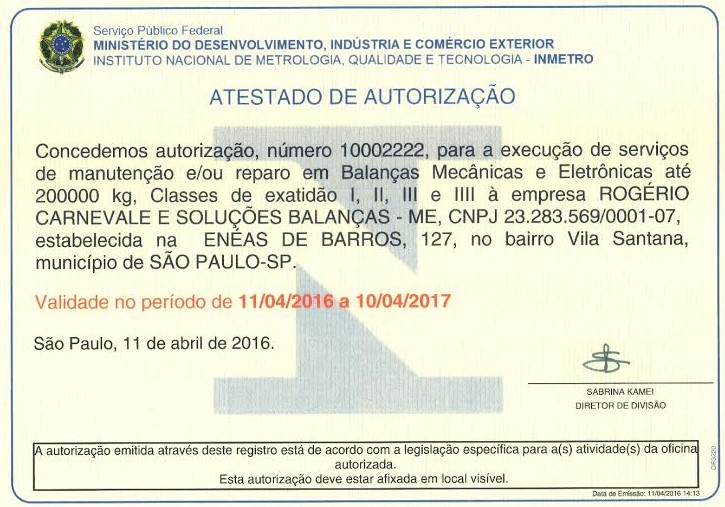 Serviço Público Federal
MINISTÉRIO DO DESENVOLVIMENTO, INDÚSTRIA E COMÉRCIO EXTERIOR
INSTITUTO NACIONAL DE METROLOGIA, QUALIDADE E TECNOLOGIA - INMETRO
ATESTADO DE AUTORIZAÇÃO
Concedemos autorização, número 10002222, para a execução de serviços
de manutenção e/ou reparo em Balanças Mecânicas e Eletrônicas até
200000 kg, Classes de exatidão I, II, III e IIII à empresa ROGÉRIO
CARNEVALE E SOLUÇÕES BALANÇAS - ME, CNPJ 23.283.569/0001-07,
estabelecida na ENÉAS DE BARROS, 127, no bairro Vila Santana,
município de SÃO PAULO-SP.
Validade no período de 11/04/2016 a 10/04/2017
São Paulo, 11 de abril de 2016.
SABRINA KAMEI
DIRETOR DE DIVISÃO
A autorização emitida através deste registro está de acordo com a legislação específica para a(s) atividade(s) da oficina
autorizada.
Esta autorização deve estar afixada em local visível.
Data de Emissão: 11/04/2016 14:13